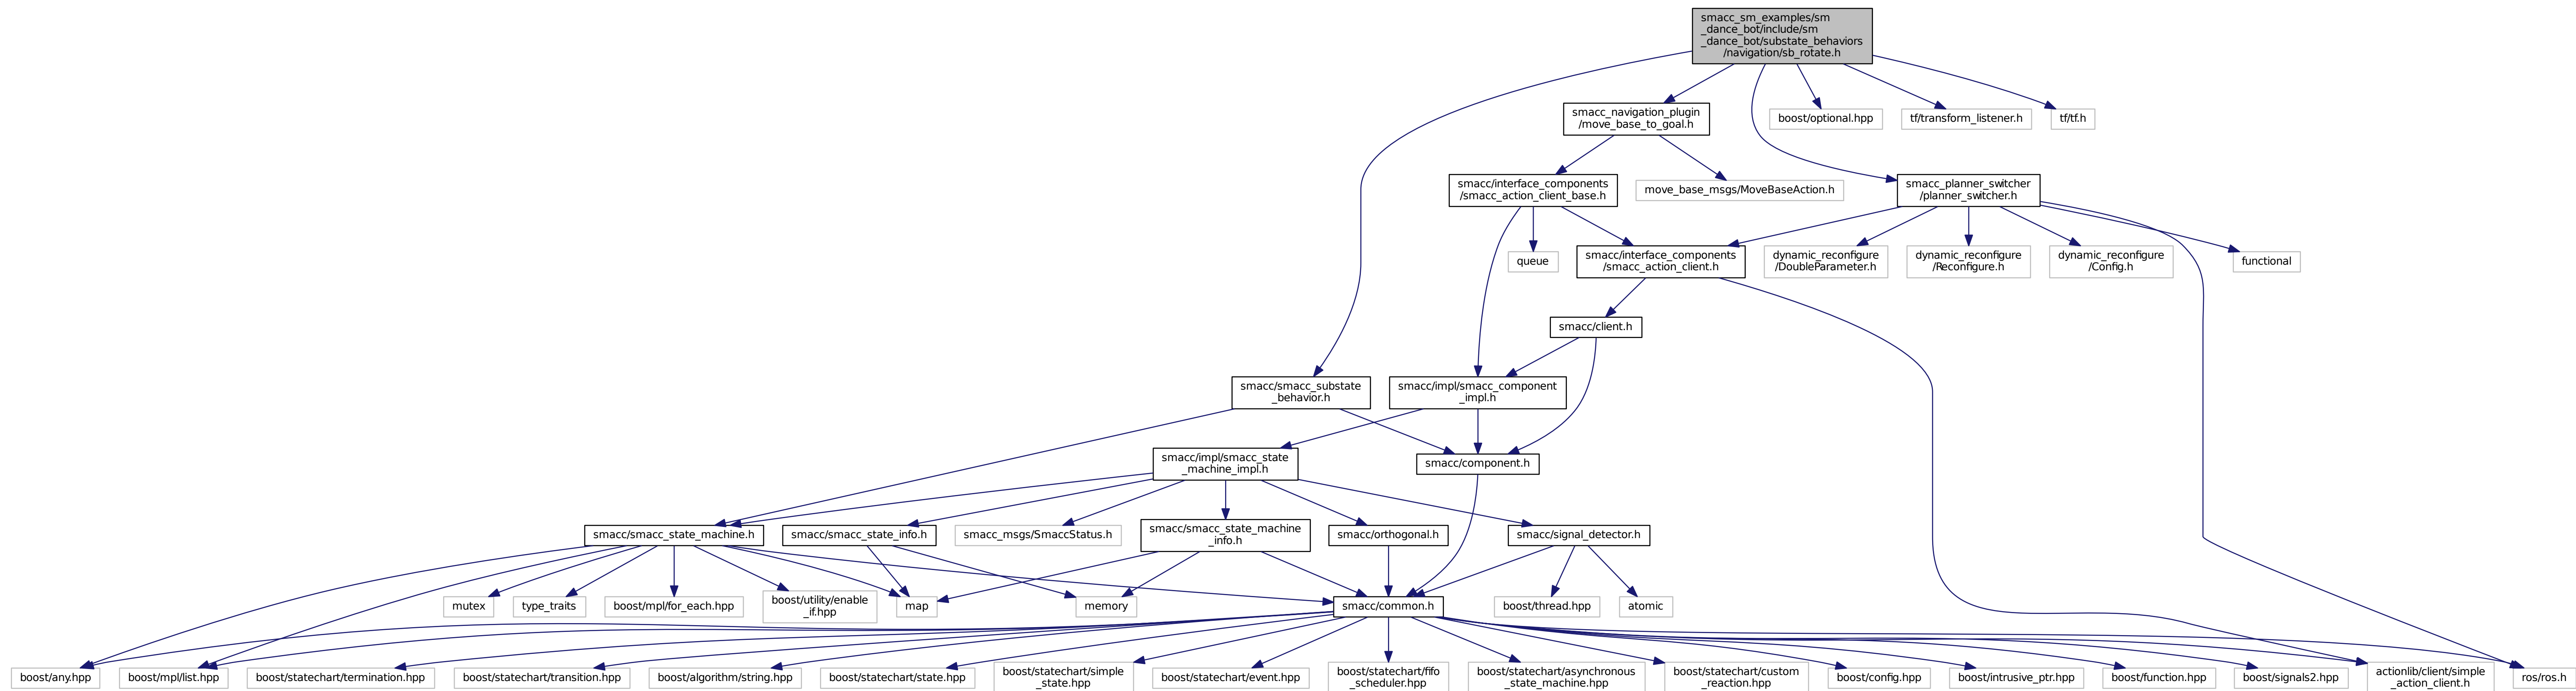 smacc_sm_examples/sm
_dance_bot/include/sm
_dance_bot/substate_behaviors
/navigation/sb_rotate.h
smacc_navigation_plugin
/move_base_to_goal.h
boost/optional.hpp
tf/transform_listener.h
tf/tf.h
smacc/interface_components
/smacc_action_client_base.h
move_base_msgs/MoveBaseAction.h
smacc_planner_switcher
/planner_switcher.h
queue
smacc/interface_components
/smacc_action_client.h
dynamic_reconfigure
/DoubleParameter.h
dynamic_reconfigure
/Reconfigure.h
dynamic_reconfigure
/Config.h
functional
smacc/client.h
smacc/smacc_substate
_behavior.h
smacc/impl/smacc_component
_impl.h
smacc/impl/smacc_state
_machine_impl.h
smacc/component.h
smacc/smacc_state_machine.h
smacc/smacc_state_info.h
smacc_msgs/SmaccStatus.h
smacc/smacc_state_machine
_info.h
smacc/orthogonal.h
smacc/signal_detector.h
mutex
type_traits
boost/mpl/for_each.hpp
boost/utility/enable
_if.hpp
map
memory
smacc/common.h
boost/thread.hpp
atomic
boost/any.hpp
boost/mpl/list.hpp
boost/statechart/termination.hpp
boost/statechart/transition.hpp
boost/algorithm/string.hpp
boost/statechart/state.hpp
boost/statechart/simple
_state.hpp
boost/statechart/event.hpp
boost/statechart/fifo
_scheduler.hpp
boost/statechart/asynchronous
_state_machine.hpp
boost/statechart/custom
_reaction.hpp
boost/config.hpp
boost/intrusive_ptr.hpp
boost/function.hpp
boost/signals2.hpp
actionlib/client/simple
_action_client.h
ros/ros.h